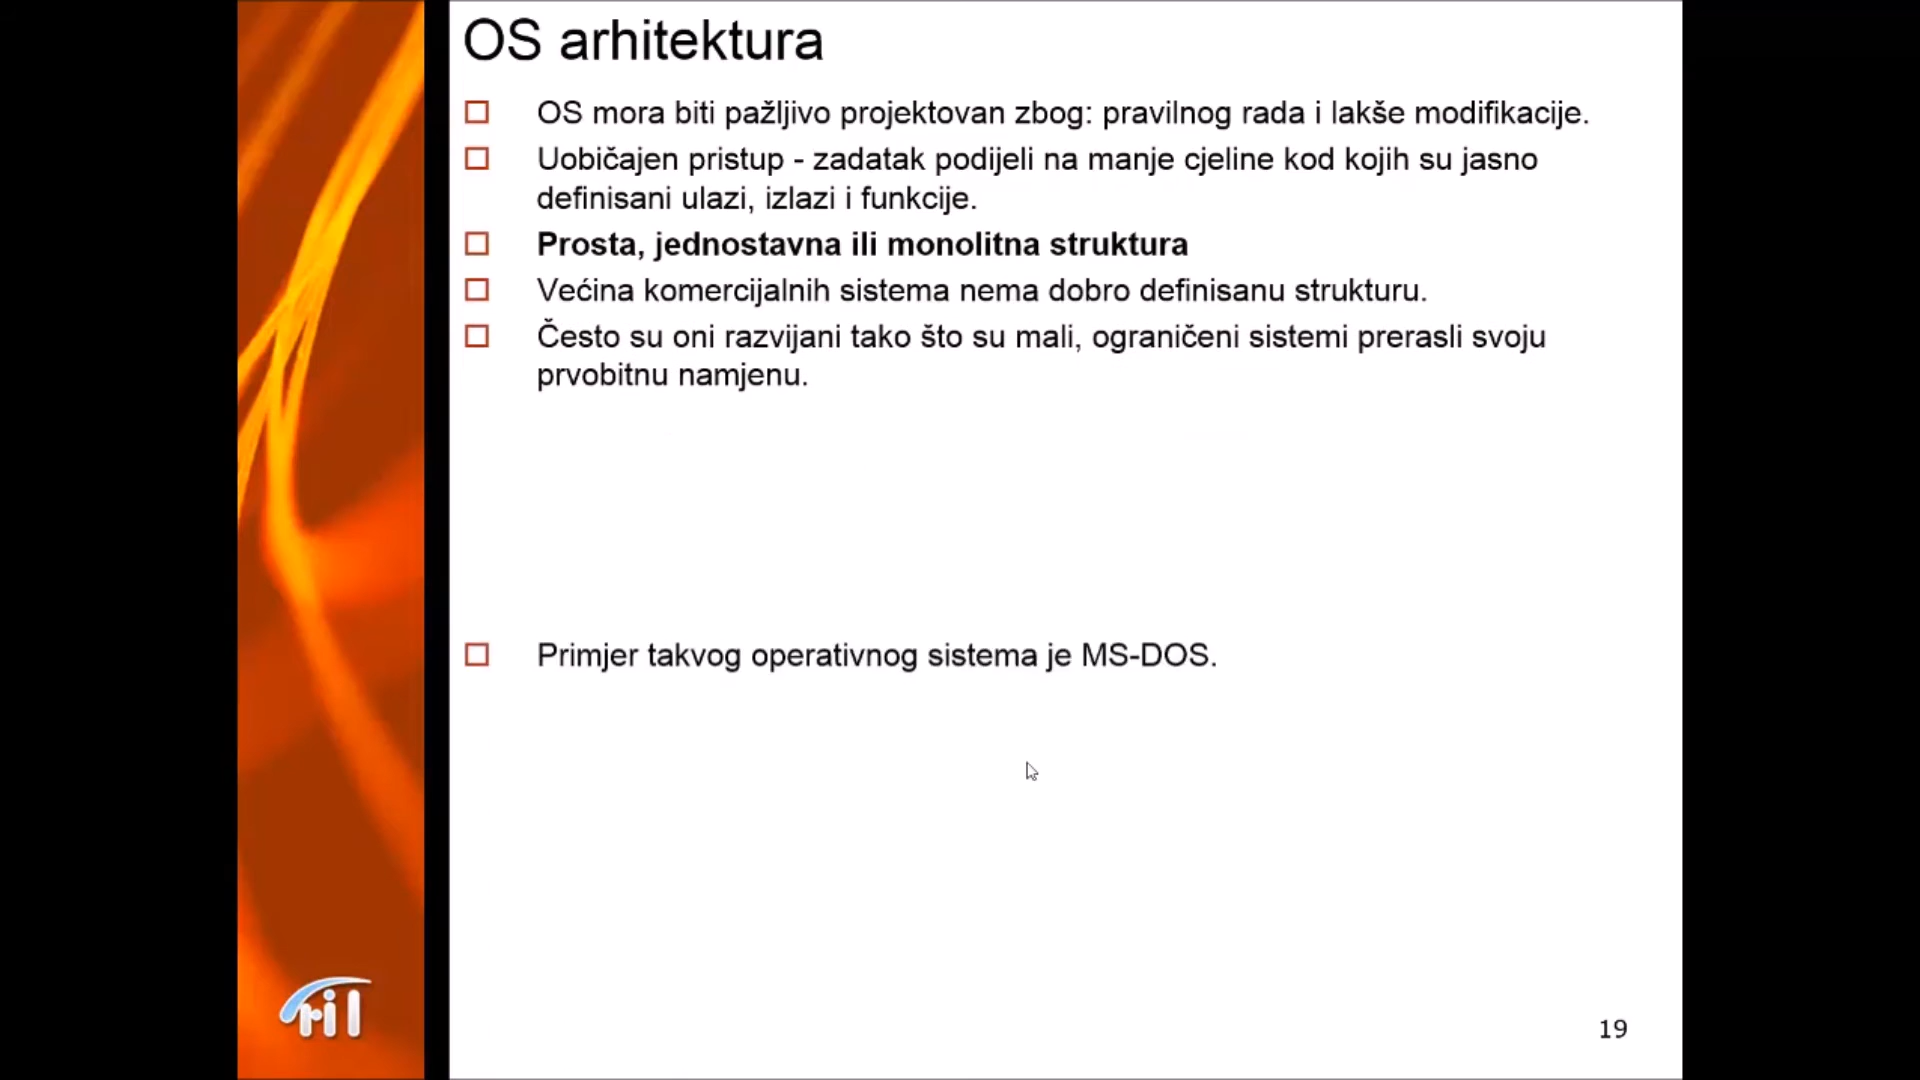 OS arhitektura
OS mora biti pažljivo projektovan zbog: pravilnog rada i lakše modifikacije.
Uobičajen pristup - zadatak podijeli na manje cjeline kod kojih su jasno
definisani ulazi, izlazi i funkcije.
Prosta, jednostavna ili monolitna struktura
Većina komercijalnih sistema nema dobro definisanu strukturu.
Često su oni razvijani tako što su mali, ograničeni sistemi prerasli svoju
prvobitnu namjenu.
Primjer takvog operativnog sistema je MS-DOS.
ril
19